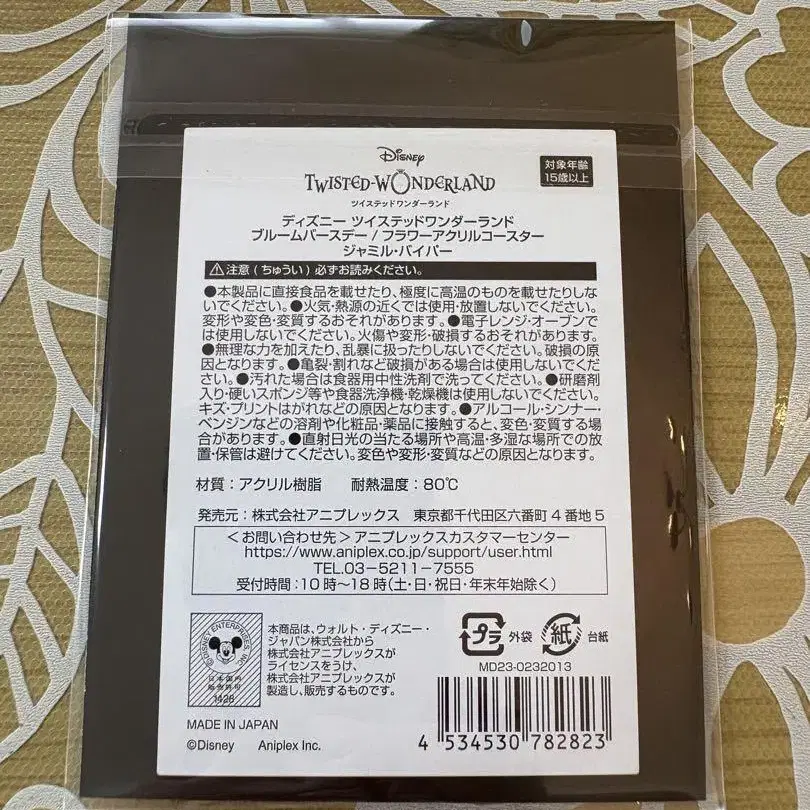 Disney
TWISTED-WONDERLAND
ツイステッドワンダーランド
対象年齢
15歳以上
ディズニー ツイステッドワンダーランド
ブルームバースデー / フラワーアクリルコースター
ジャミル・バイパー
注意（ちゅうい）必ずお読みください。
●本製品に直接食品を載せたり、極度に高温のものを載せたりしな
いでください。●火気・熱源の近くでは使用・放置しないでください。
変形や変色・変質するおそれがあります。●電子レンジ・オーブンで
は使用しないでください。火傷や変形・破損するおそれがあります。
●無理な力を加えたり、乱暴に扱ったりしないでください。破損の原
因となります。●亀裂・割れなど破損がある場合は使用しないでくだ
さい。●汚れた場合は食器用中性洗剤で洗ってください。●研磨剤
入り・硬いスポンジ等や食器洗浄機・乾燥機は使用しないでください。
キズ・プリントはがれなどの原因となります。●アルコール・シンナー・
ベンジンなどの溶剤や化粧品・薬品に接触すると、変色・変質する場
合があります。●直射日光の当たる場所や高温・多湿な場所での放
置・保管は避けてください。変色や変形・変質などの原因となります。
材質：アクリル樹脂　耐熱温度：80℃
発売元：株式会社アニプレックス　東京都千代田区六番町4番地5
＜お問い合わせ先＞アニプレックスカスタマーセンター
https://www.aniplex.co.jp/support/user.html
TEL.03-5211-7555
受付時間：10時～18時(土・日・祝日・年末年始除く)
©DISNEY ENTERPRISES, INC.
日本国内
販売許可
1426
本商品は、ウォルト・ディズニー・
ジャパン株式会社から
株式会社アニプレックスが
ライセンスをうけ、
株式会社アニプレックスが
製造し、販売するものです。
プラ 外袋 紙 台紙
MD23-0232013
MADE IN JAPAN
©Disney Aniplex Inc.
4 534530 782823